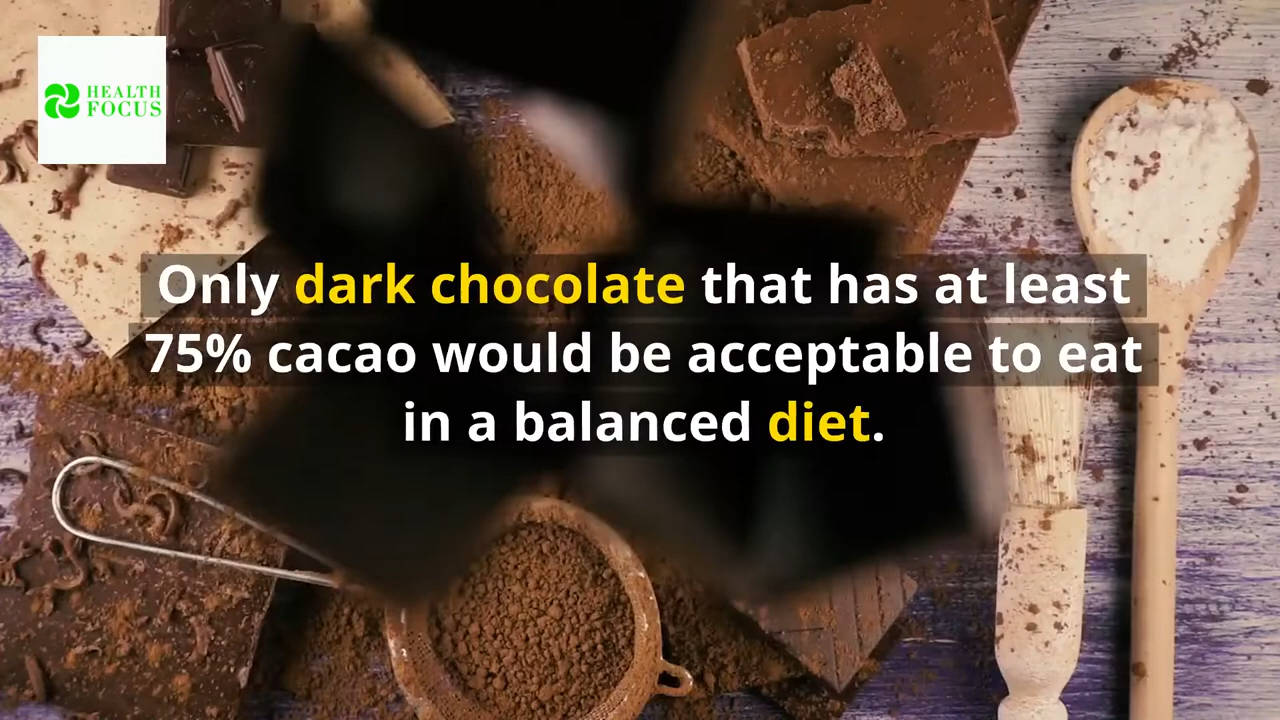 HEALTH
FOCUS
Only dark chocolate that has at least
75% cacao would be acceptable to eat
in a balanced diet.